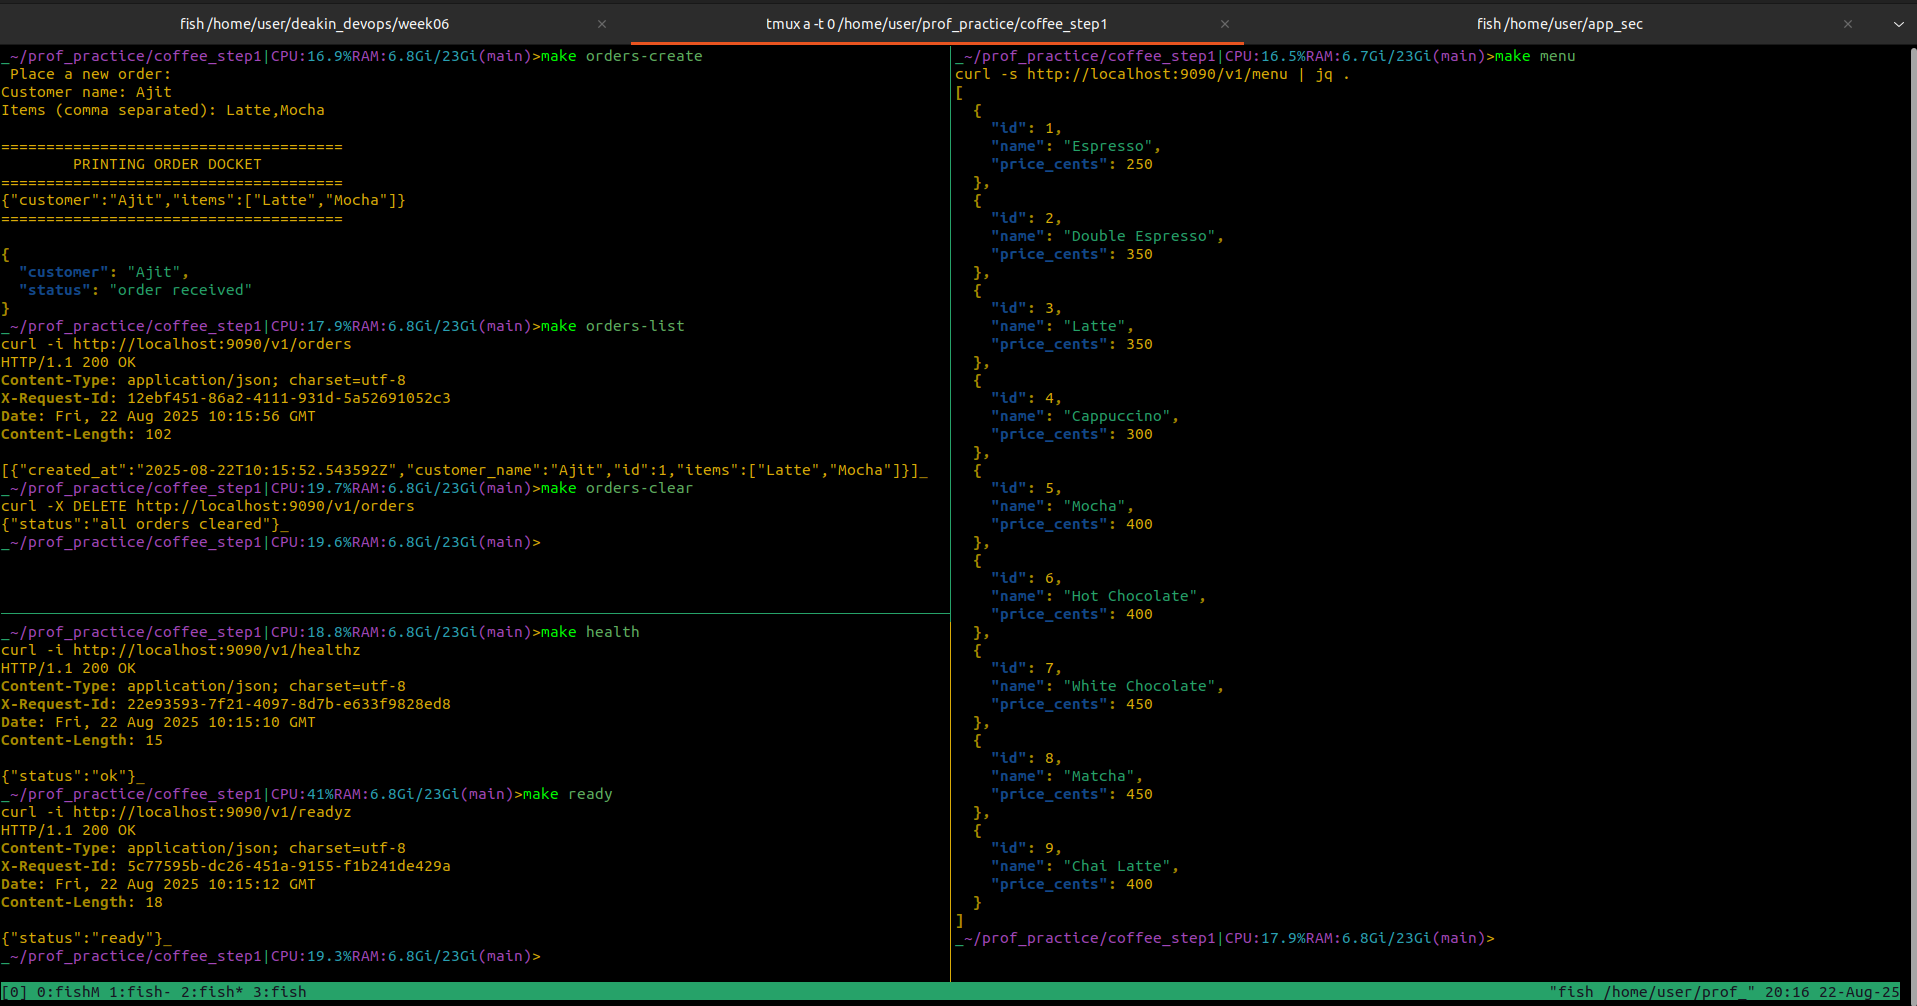 fish /home/user/deakin_devops/week06
tmux a -t 0 /home/user/prof_practice/coffee_step1
fish /home/user/app_sec
_~/prof_practice/coffee_step1|CPU:16.9%RAM:6.8Gi/23Gi(main)>make orders-create
 Place a new order:
Customer name: Ajit
Items (comma separated): Latte,Mocha
======================================
        PRINTING ORDER DOCKET
======================================
{"customer":"Ajit","items":["Latte","Mocha"]}
======================================
{
  "customer": "Ajit",
  "status": "order received"
}
_~/prof_practice/coffee_step1|CPU:17.9%RAM:6.8Gi/23Gi(main)>make orders-list
curl -i http://localhost:9090/v1/orders
HTTP/1.1 200 OK
Content-Type: application/json; charset=utf-8
X-Request-Id: 12ebf451-86a2-4111-931d-5a52691052c3
Date: Fri, 22 Aug 2025 10:15:56 GMT
Content-Length: 102
[{"created_at":"2025-08-22T10:15:52.543592Z","customer_name":"Ajit","id":1,"items":["Latte","Mocha"]}]_
_~/prof_practice/coffee_step1|CPU:19.7%RAM:6.8Gi/23Gi(main)>make orders-clear
curl -X DELETE http://localhost:9090/v1/orders
{"status":"all orders cleared"}_
_~/prof_practice/coffee_step1|CPU:19.6%RAM:6.8Gi/23Gi(main)>
_~/prof_practice/coffee_step1|CPU:18.8%RAM:6.8Gi/23Gi(main)>make health
curl -i http://localhost:9090/v1/healthz
HTTP/1.1 200 OK
Content-Type: application/json; charset=utf-8
X-Request-Id: 22e93593-7f21-4097-8d7b-e633f9828ed8
Date: Fri, 22 Aug 2025 10:15:10 GMT
Content-Length: 15
{"status":"ok"}_
_~/prof_practice/coffee_step1|CPU:41%RAM:6.8Gi/23Gi(main)>make ready
curl -i http://localhost:9090/v1/readyz
HTTP/1.1 200 OK
Content-Type: application/json; charset=utf-8
X-Request-Id: 5c77595b-dc26-451a-9155-f1b241de429a
Date: Fri, 22 Aug 2025 10:15:12 GMT
Content-Length: 18
{"status":"ready"}_
_~/prof_practice/coffee_step1|CPU:19.3%RAM:6.8Gi/23Gi(main)>
_~/prof_practice/coffee_step1|CPU:16.5%RAM:6.7Gi/23Gi(main)>make menu
curl -s http://localhost:9090/v1/menu | jq .
[
  {
    "id": 1,
    "name": "Espresso",
    "price_cents": 250
  },
  {
    "id": 2,
    "name": "Double Espresso",
    "price_cents": 350
  },
  {
    "id": 3,
    "name": "Latte",
    "price_cents": 350
  },
  {
    "id": 4,
    "name": "Cappuccino",
    "price_cents": 300
  },
  {
    "id": 5,
    "name": "Mocha",
    "price_cents": 400
  },
  {
    "id": 6,
    "name": "Hot Chocolate",
    "price_cents": 400
  },
  {
    "id": 7,
    "name": "White Chocolate",
    "price_cents": 450
  },
  {
    "id": 8,
    "name": "Matcha",
    "price_cents": 450
  },
  {
    "id": 9,
    "name": "Chai Latte",
    "price_cents": 400
  }
]
_~/prof_practice/coffee_step1|CPU:17.9%RAM:6.8Gi/23Gi(main)>
[0] 0:fishM 1:fish- 2:fish* 3:fish
"fish /home/user/prof_" 20:16 22-Aug-25